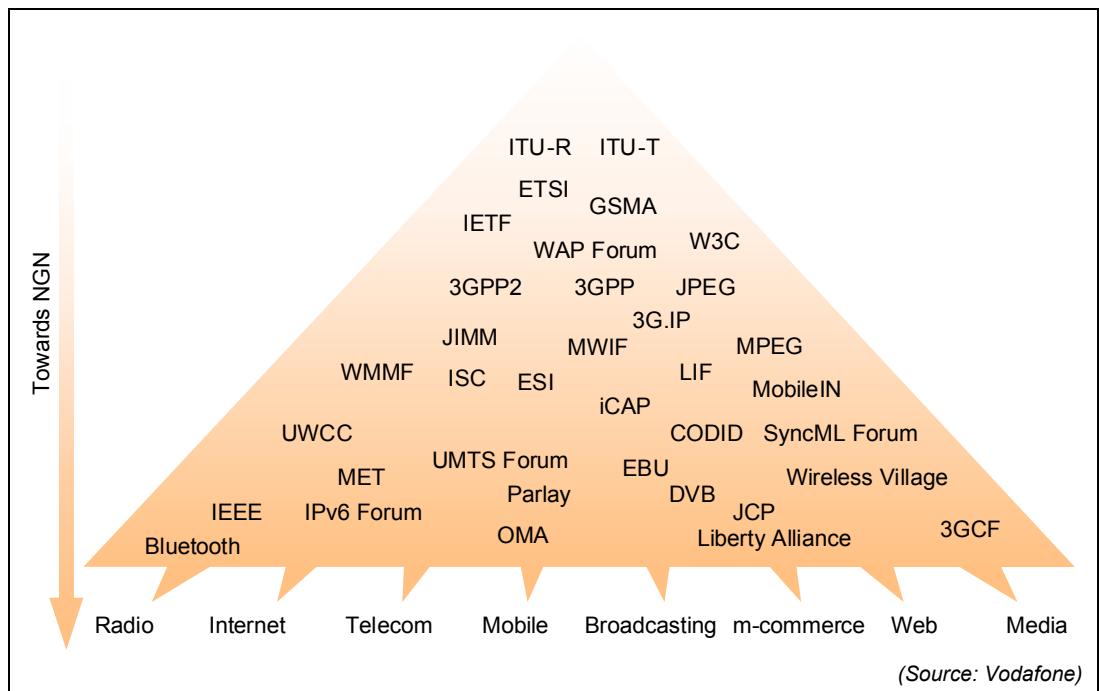 ITU-R ITU-T
ETSI
GSMA
IETF
W3C
WAP Forum
3GPP2 3GPP JPEG
3G.IP
JIMM
MWIF MPEG
WMMF ISC ESI LIF
MobileIN
iCAP
UWCC CODID SyncML Forum
UMTS Forum
EBU
MET Wireless Village
Parlay DVB
IEEE IPv6 Forum JCP
3GCF
OMA Liberty Alliance
Bluetooth
Towards NGN
Radio Internet Telecom Mobile Broadcasting m-commerce Web Media
(Source: Vodafone)